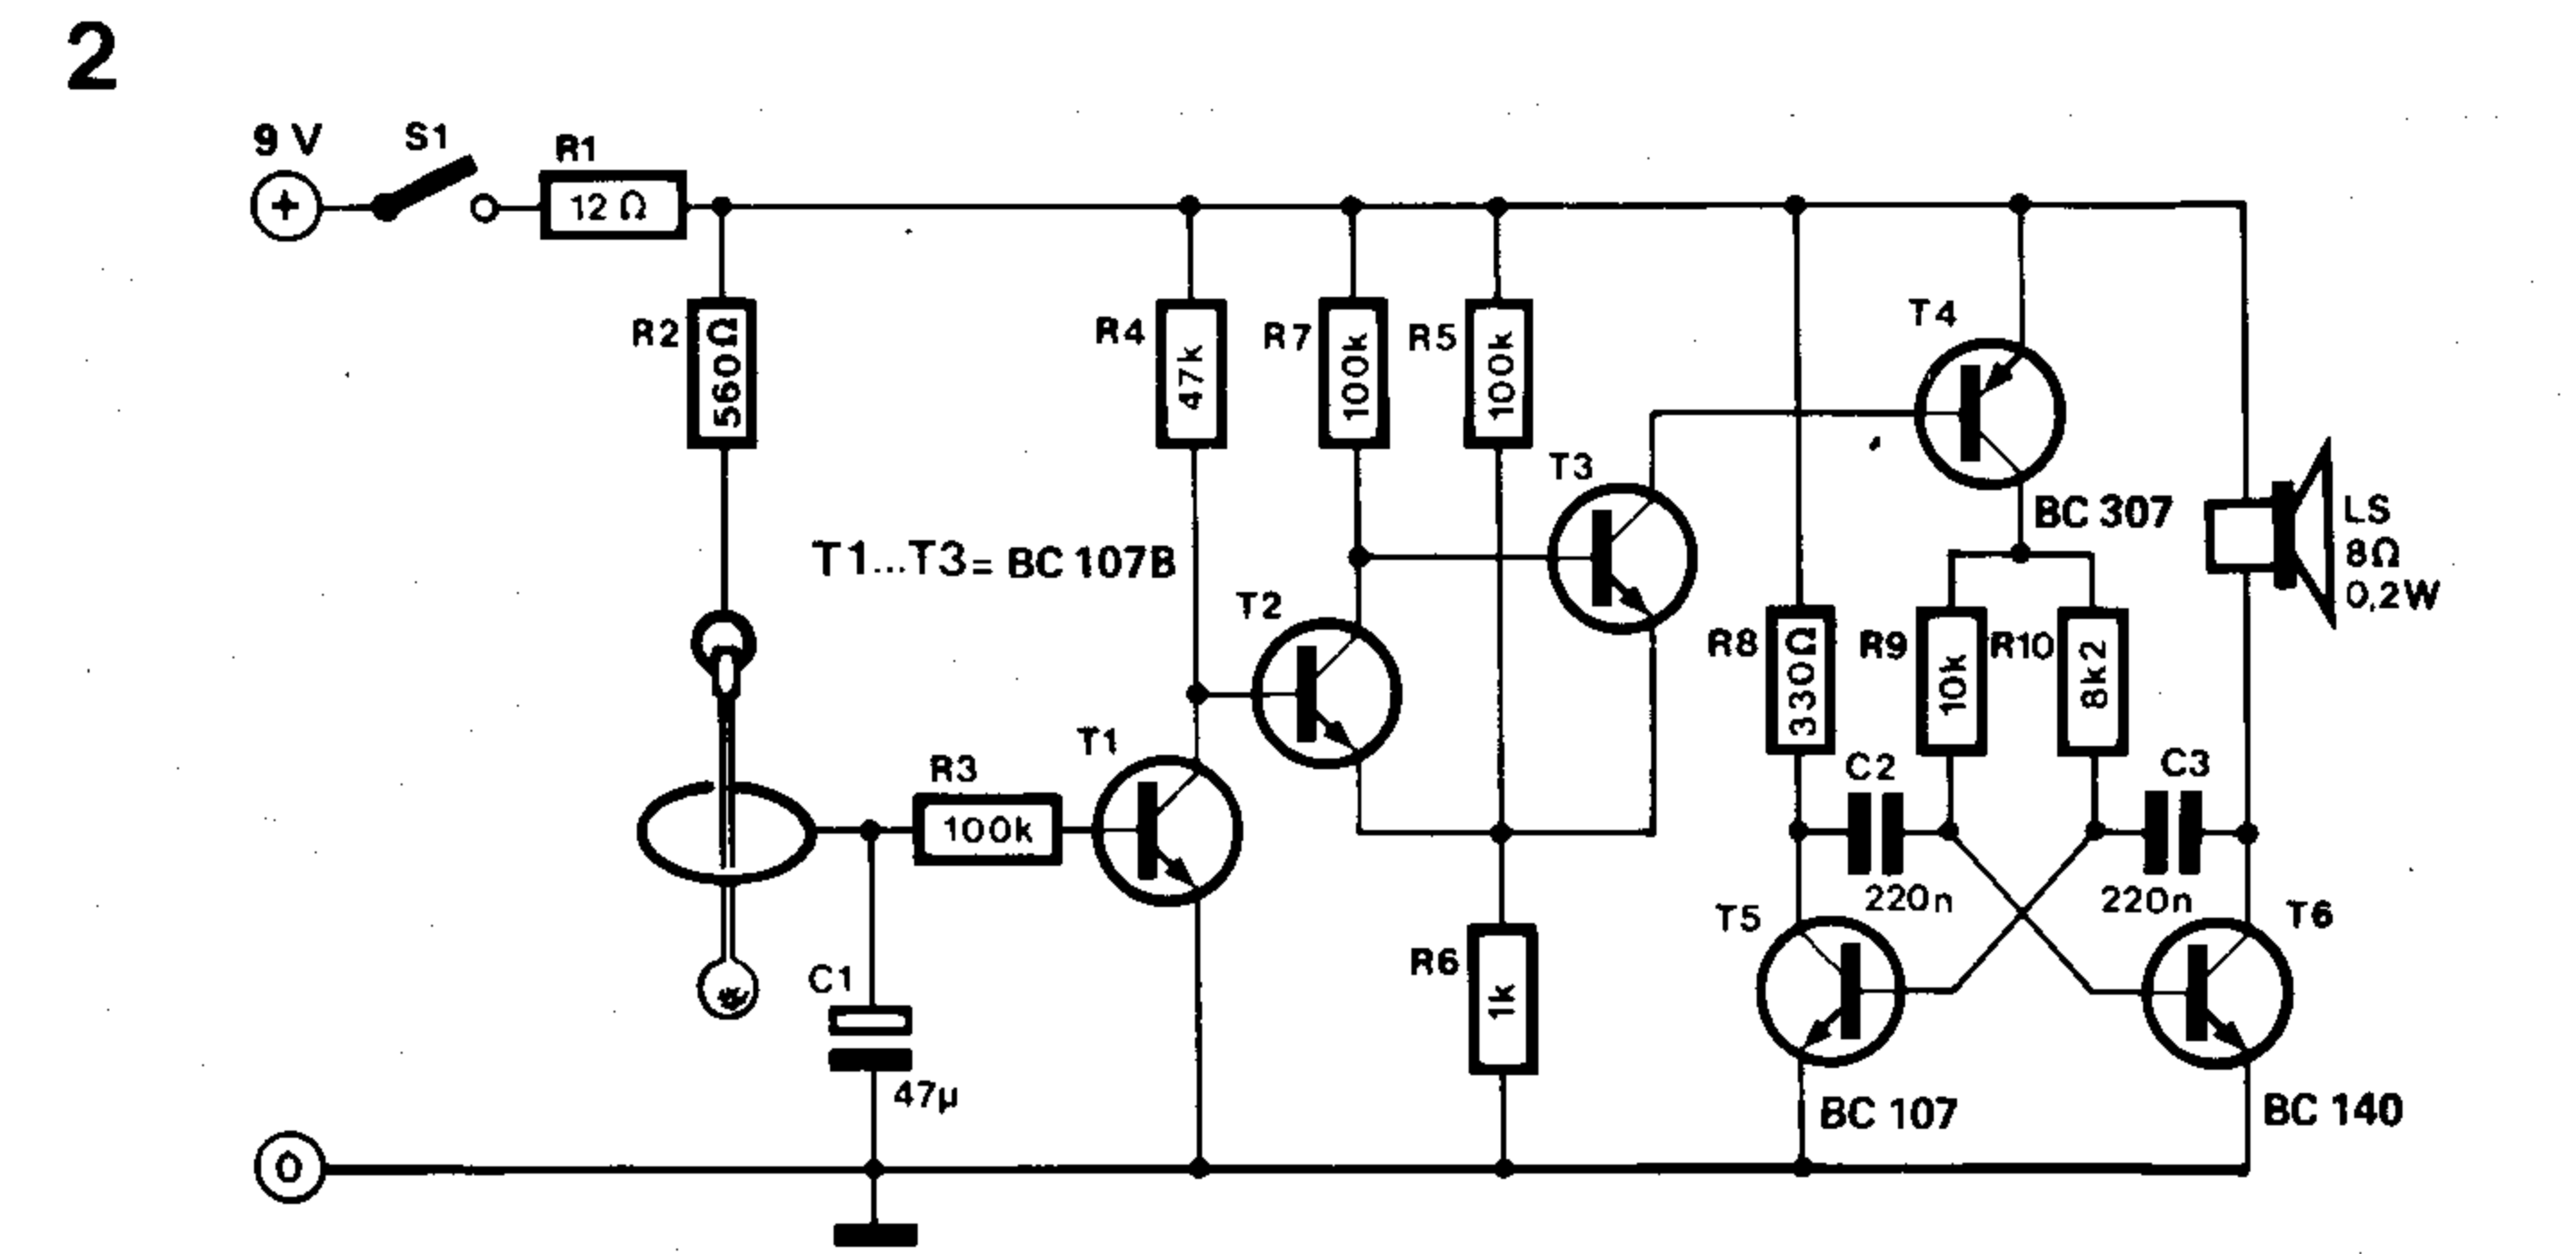 2
9 V
S1
R1
12 Ω
+
R2
560Ω
R4
47k
R7
100k
R5
100k
T4
BC 307
T3
LS
8Ω
0,2W
T1...T3= BC 107B
T2
R8
330Ω
R9
10k
R10
8k2
T1
R3
100k
C2
220n
C3
220n
C1
47µ
R6
1k
T5
BC 107
T6
BC 140
0